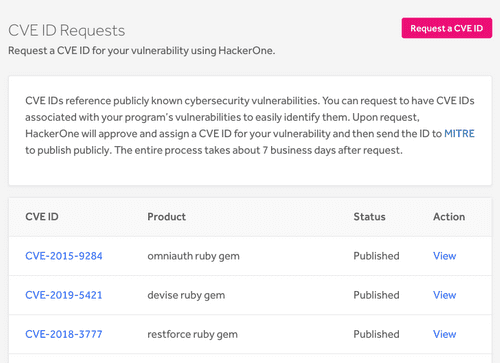 CVE ID Requests
Request a CVE ID
Request a CVE ID for your vulnerability using HackerOne.
CVE IDs reference publicly known cybersecurity vulnerabilities. You can request to have CVE IDs
associated with your program's vulnerabilities to easily identify them. Upon request,
HackerOne will approve and assign a CVE ID for your vulnerability and then send the ID to MITRE
to publish publicly. The entire process takes about 7 business days after request.
CVE ID Product Status Action
CVE-2015-9284 omniauth ruby gem Published View
CVE-2019-5421 devise ruby gem Published View
CVE-2018-3777 restforce ruby gem Published View